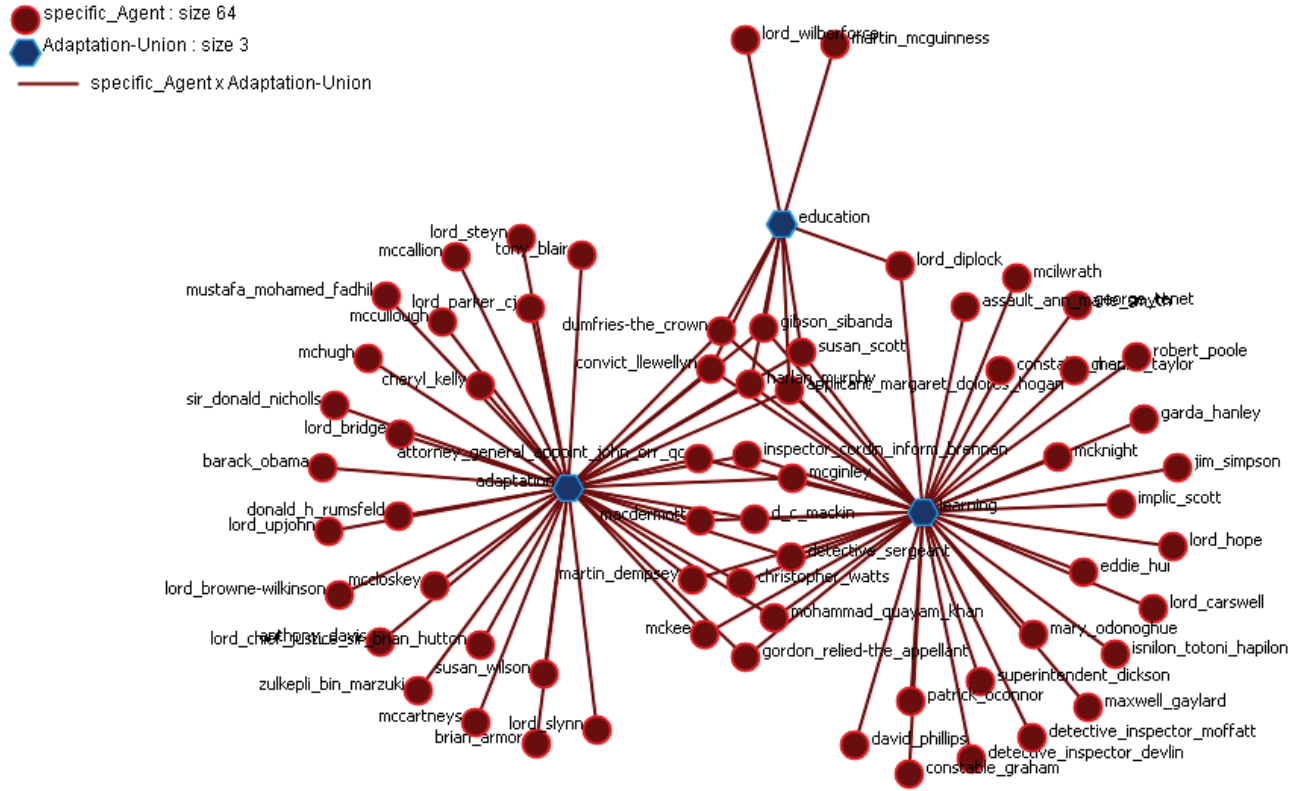 specific_Agent : size 64
Adaptation-Union : size 3
specific_Agent x Adaptation-Union
lord_wilberforce
martin_mcguinness
education
lord_steyn
mccallion
tony_blair
lord_diplock
mcilwrath
mustafa_mohamed_fadhil
lord_parker_cj
mccullough
dumfries-the_crown
gibson_sibanda
susan_scott
mchugh
convict_llewellyn
robert_poole
cheryl_kelly
harlan_murphy
applicant_margaret_dolores_hogan
sir_donald_nicholls
garda_hanley
lord_bridge
attorney_general_appoint_john_orr_qc
inspector_cordin_inform_brennan
mcknight
barack_obama
mcginley
jim_simpson
adaptation
implic_scott
learning
donald_h_rumsfeld
lord_upjohn
macdermott
d_c_mackin
lord_hope
detective_sergeant
eddie_hui
lord_browne-wilkinson
mccloskey
martin_dempsey
christopher_watts
lord_carswell
mohammad_quayam_khan
mckee
mary_odonoghue
anthony_davis
lord_chief_justice_sir_brian_hutton
gordon_relied-the_appellant
isnilon_totoni_hapilon
susan_wilson
superintendent_dickson
zulkepli_bin_marzuki
patrick_oconnor
maxwell_gaylard
mccartneys
lord_slynn
brian_armor
david_phillips
detective_inspector_moffatt
detective_inspector_devlin
constable_graham